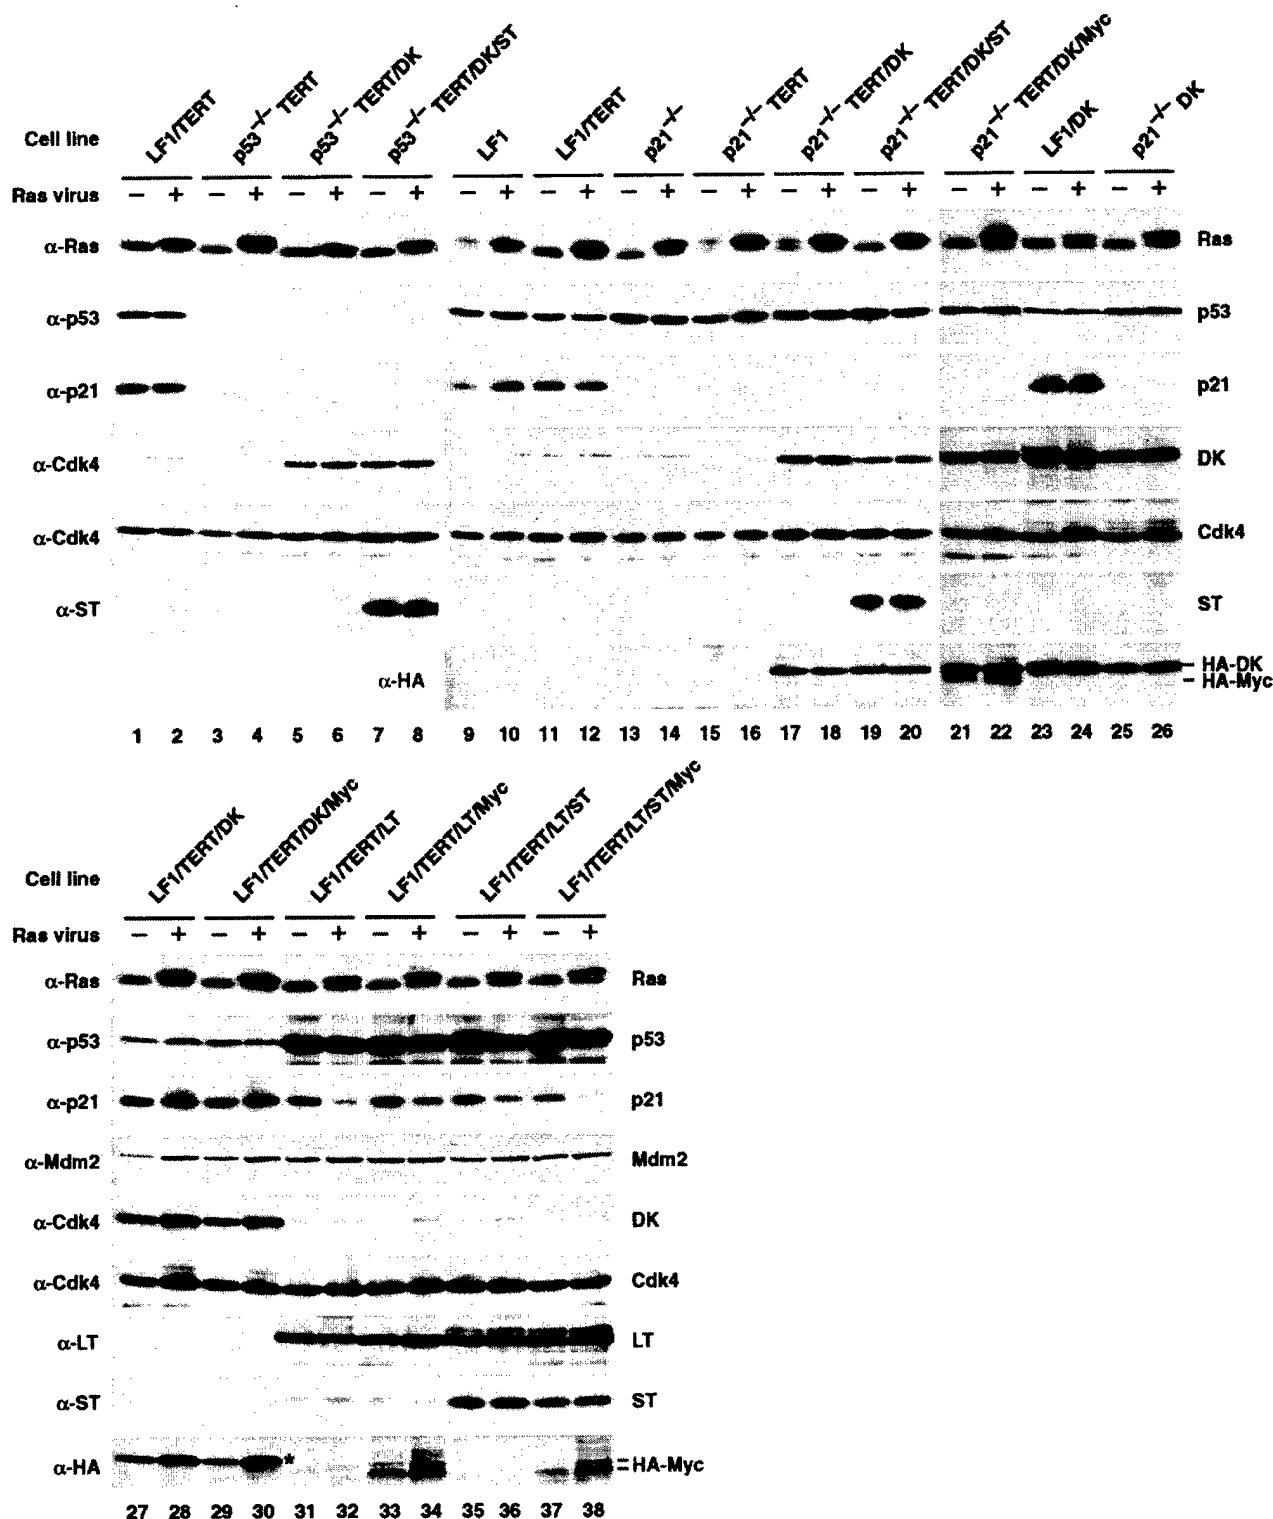 LF1/TERT p53-/- TERT p53-/- TERT/DK p53-/- TERT/DK/ST LF1 LF1/TERT p21-/- p21-/- TERT p21-/- TERT/DK p21-/- TERT/DK/ST p21-/- TERT/DK/Myc LF1/DK p21-/- DK
Cell line
Ras virus − + − + − + − + − + − + − + − + − + − + − + − + − +
α-Ras Ras
α-p53 p53
α-p21 p21
α-Cdk4 DK
α-Cdk4 Cdk4
α-ST ST
α-HA HA-DK
HA-Myc
1 2 3 4 5 6 7 8 9 10 11 12 13 14 15 16 17 18 19 20 21 22 23 24 25 26
LF1/TERT/DK LF1/TERT/DK/Myc LF1/TERT/LT LF1/TERT/LT/Myc LF1/TERT/LT/ST LF1/TERT/LT/ST/Myc
Cell line
Ras virus − + − + − + − + − + − +
α-Ras Ras
α-p53 p53
α-p21 p21
α-Mdm2 Mdm2
α-Cdk4 DK
α-Cdk4 Cdk4
α-LT LT
α-ST ST
α-HA * HA-Myc
27 28 29 30 31 32 33 34 35 36 37 38